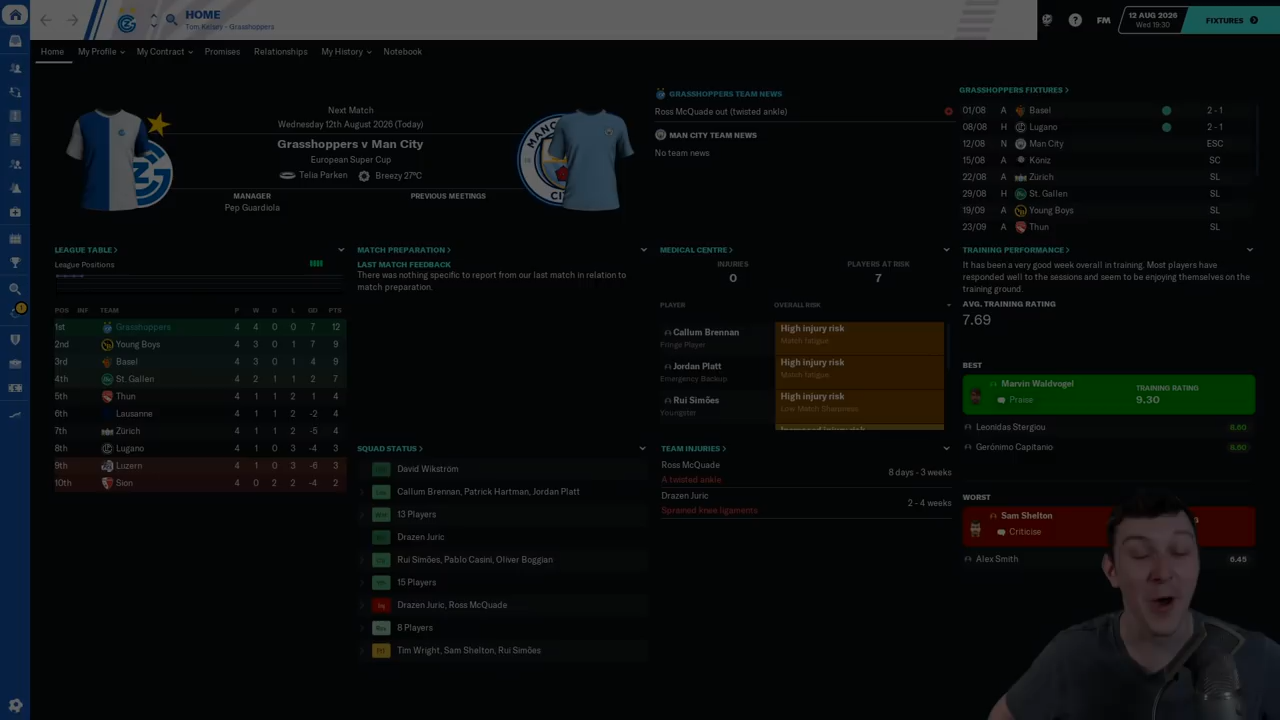 HOME
Tom Kelsey - Grasshoppers
FM
12 AUG 2026
Wed 19:30
FIXTURES
Home
My Profile
My Contract
Promises
Relationships
My History
Notebook
Next Match
Wednesday 12th August 2026 (Today)
Grasshoppers v Man City
European Super Cup
Telia Parken
Breezy 27°C
MANAGER
Pep Guardiola
PREVIOUS MEETINGS
GRASSHOPPERS TEAM NEWS
Ross McQuade out (twisted ankle)
MAN CITY TEAM NEWS
No team news
GRASSHOPPERS FIXTURES
01/08 A Basel 2 - 1
08/08 H Lugano 2 - 1
12/08 N Man City ESC
15/08 A Köniz SC
22/08 A Zürich SL
29/08 H St. Gallen SL
19/09 A Young Boys SL
23/09 A Thun SL
LEAGUE TABLE
League Positions
POS INF TEAM P W D L GD PTS
1st Grasshoppers 4 4 0 0 7 12
2nd Young Boys 4 3 0 1 7 9
3rd Basel 4 3 0 1 4 9
4th St. Gallen 4 2 1 1 2 7
5th Thun 4 1 1 2 1 4
6th Lausanne 4 1 1 2 -2 4
7th Zürich 4 1 1 2 -5 4
8th Lugano 4 1 0 3 -4 3
9th Luzern 4 1 0 3 -6 3
10th Sion 4 0 2 2 -4 2
MATCH PREPARATION
LAST MATCH FEEDBACK
There was nothing specific to report from our last match in relation to
match preparation.
SQUAD STATUS
David Wikström
Callum Brennan, Patrick Hartman, Jordan Platt
13 Players
Drazen Juric
Rui Simões, Pablo Casini, Oliver Boggian
15 Players
Drazen Juric, Ross McQuade
8 Players
Tim Wright, Sam Shelton, Rui Simões
MEDICAL CENTRE
INJURIES
0
PLAYERS AT RISK
7
PLAYER
OVERALL RISK
Callum Brennan
Fringe Player
High injury risk
Match fatigue
Jordan Platt
Emergency Backup
High injury risk
Match fatigue
Rui Simões
Youngster
High injury risk
Low Match Sharpness
Increased injury risk
TEAM INJURIES
Ross McQuade
A twisted ankle
8 days - 3 weeks
Drazen Juric
Sprained knee ligaments
2 - 4 weeks
TRAINING PERFORMANCE
It has been a very good week overall in training. Most players have
responded well to the sessions and seem to be enjoying themselves on the
training ground.
AVG. TRAINING RATING
7.69
BEST
Marvin Waldvogel
Praise
TRAINING RATING
9.30
Leonidas Stergiou 8.60
Gerónimo Capitanio 8.60
WORST
Sam Shelton
Criticise
Alex Smith 6.45